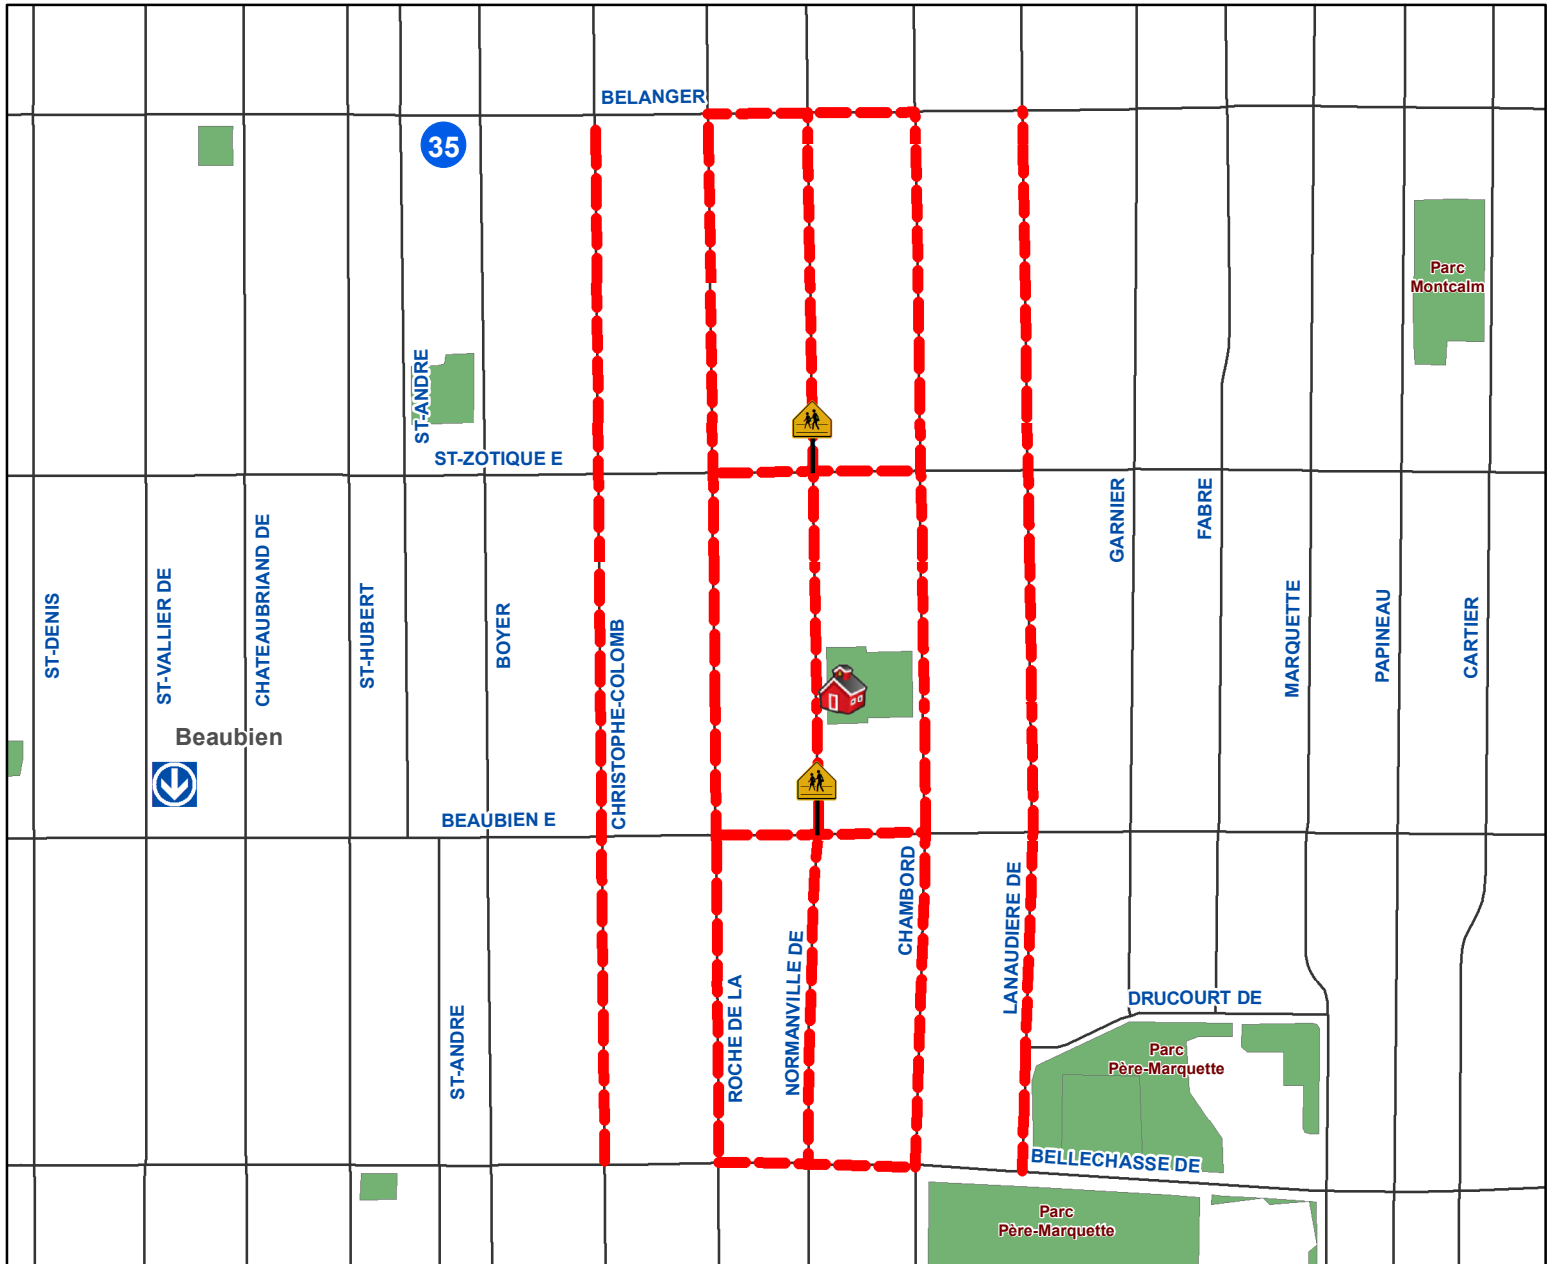 BELANGER
35
Parc
Montcalm
ST-ANDRE
ST-ZOTIQUE E
GARNIER
FABRE
ST-DENIS
ST-VALLIER DE
CHATEAUBRIAND DE
ST-HUBERT
BOYER
CHRISTOPHE-COLOMB
MARQUETTE
PAPINEAU
CARTIER
Beaubien
BEAUBIEN E
CHAMBORD
LANAUDIERE DE
NORMANVILLE DE
ROCHE DE LA
ST-ANDRE
DRUCOURT DE
Parc
Père-Marquette
BELLECHASSE DE
Parc
Père-Marquette